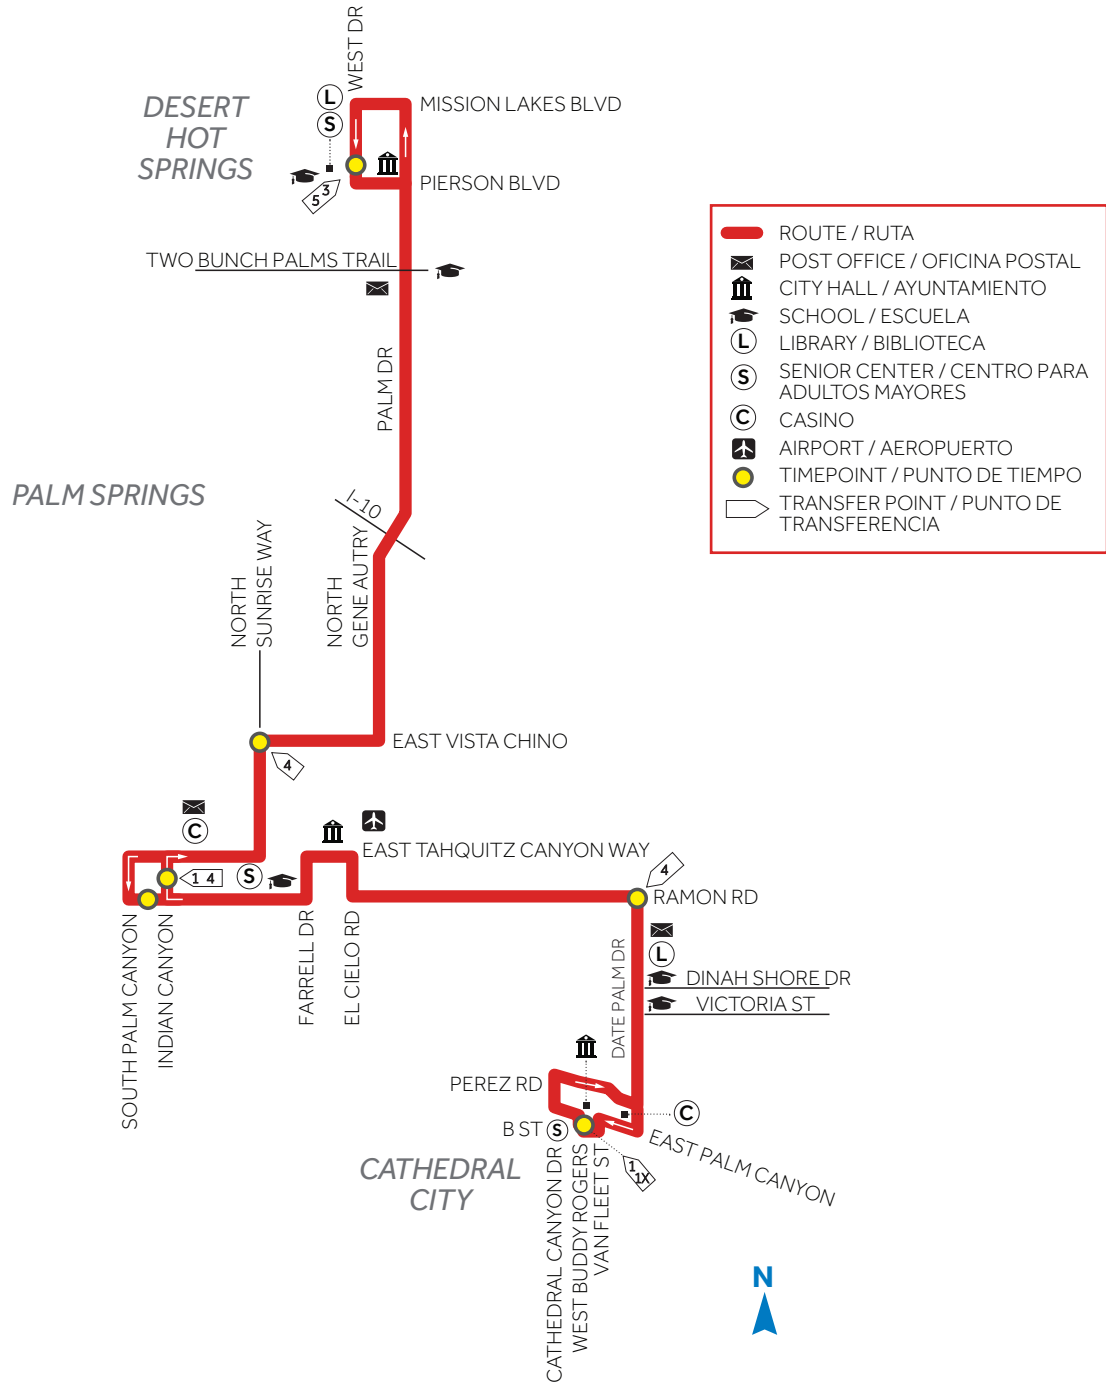 WEST DR
DESERT
HOT
SPRINGS
L
S
MISSION LAKES BLVD
3
5
PIERSON BLVD
TWO BUNCH PALMS TRAIL
PALM DR
PALM SPRINGS
I-10
NORTH
SUNRISE WAY
NORTH
GENE AUTRY
EAST VISTA CHINO
4
C
EAST TAHQUITZ CANYON WAY
1 4
S
4
RAMON RD
SOUTH PALM CANYON
INDIAN CANYON
FARRELL DR
EL CIELO RD
DATE PALM DR
L
DINAH SHORE DR
VICTORIA ST
PEREZ RD
C
B ST
S
EAST PALM CANYON
1
1X
CATHEDRAL
CITY
CATHEDRAL CANYON DR
WEST BUDDY ROGERS
VAN FLEET ST
N
ROUTE / RUTA
POST OFFICE / OFICINA POSTAL
CITY HALL / AYUNTAMIENTO
SCHOOL / ESCUELA
L LIBRARY / BIBLIOTECA
S SENIOR CENTER / CENTRO PARA
ADULTOS MAYORES
C CASINO
AIRPORT / AEROPUERTO
TIMEPOINT / PUNTO DE TIEMPO
TRANSFER POINT / PUNTO DE
TRANSFERENCIA